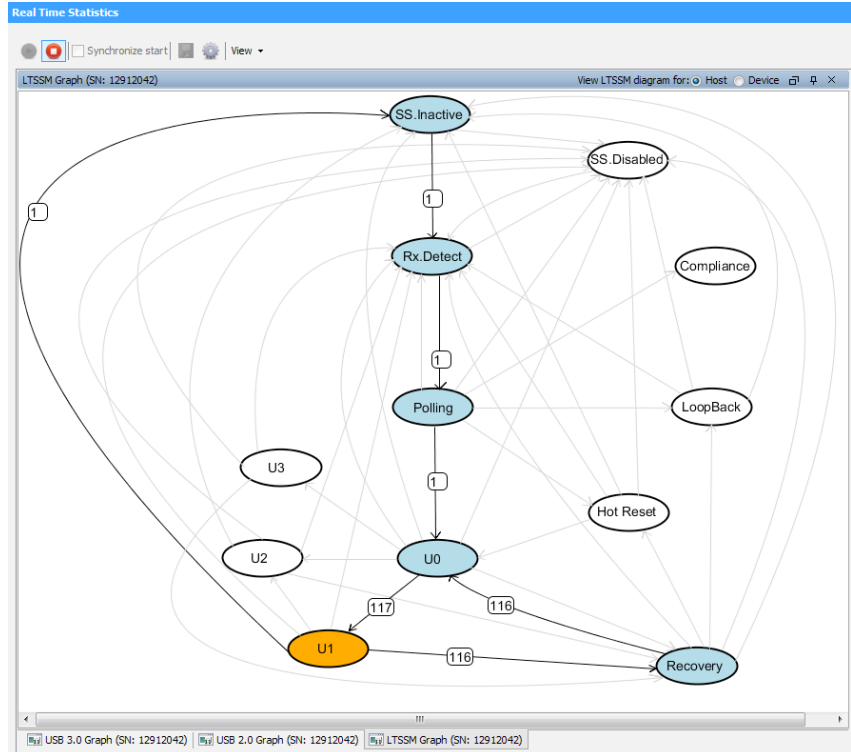 Real Time Statistics
Synchronize start View
LTSSM Graph (SN: 12912042) View LTSSM diagram for: Host Device
SS.Inactive
SS.Disabled
1
1
Rx.Detect
Compliance
1
Polling
LoopBack
U3
1
Hot Reset
U2
U0
117
116
U1
116
Recovery
USB 3.0 Graph (SN: 12912042) USB 2.0 Graph (SN: 12912042) LTSSM Graph (SN: 12912042)